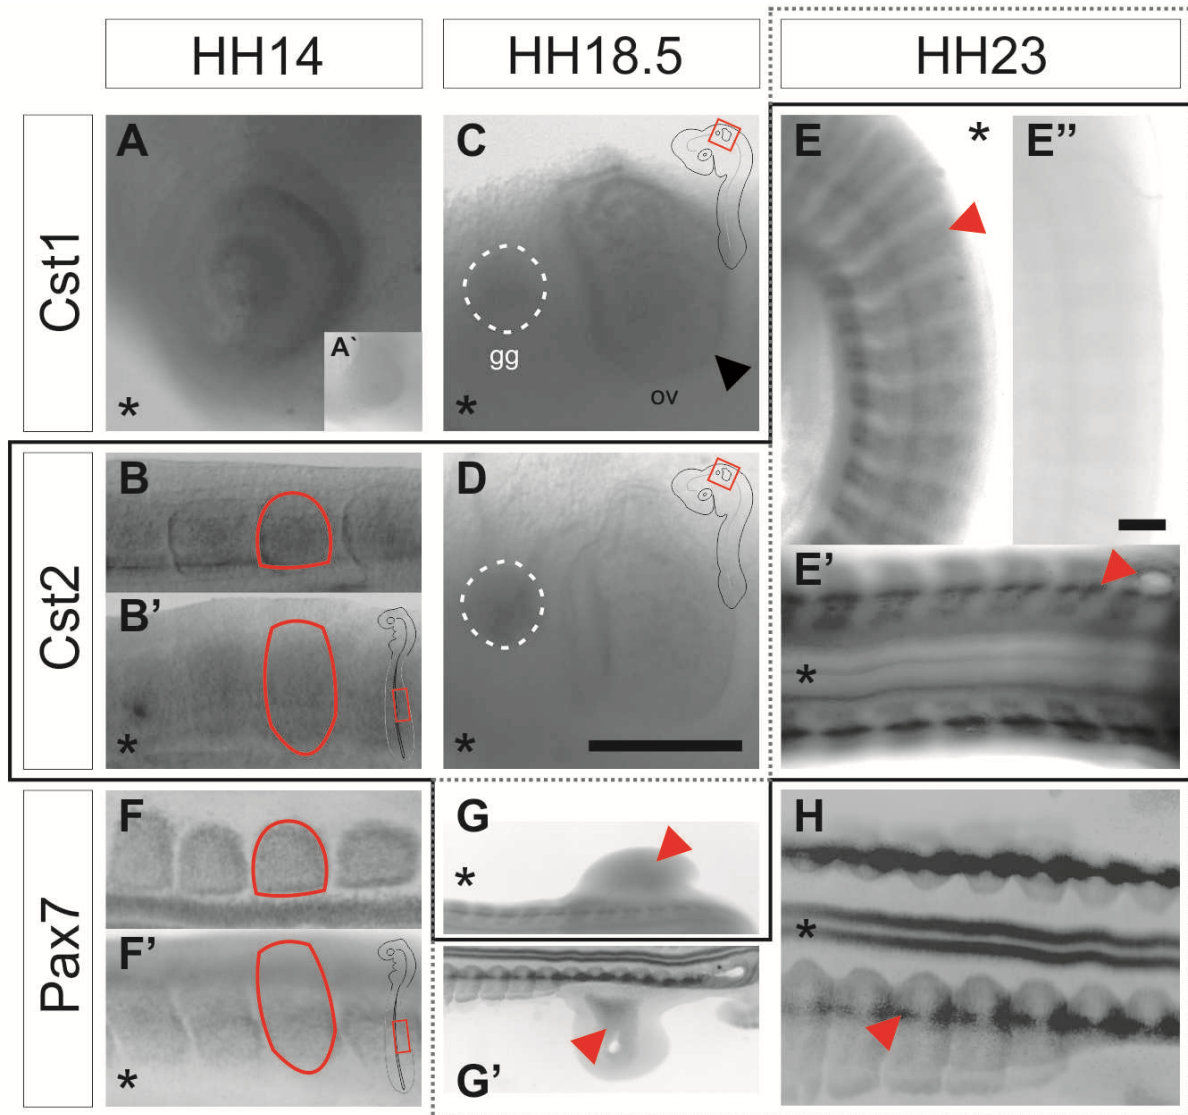 HH14
HH18.5
HH23
Cst1
A
*
A`
C
gg
ov
*
E
*
E’’
Cst2
B
B’
*
D
*
E’
*
Pax7
F
F’
*
G
*
G’
H
*